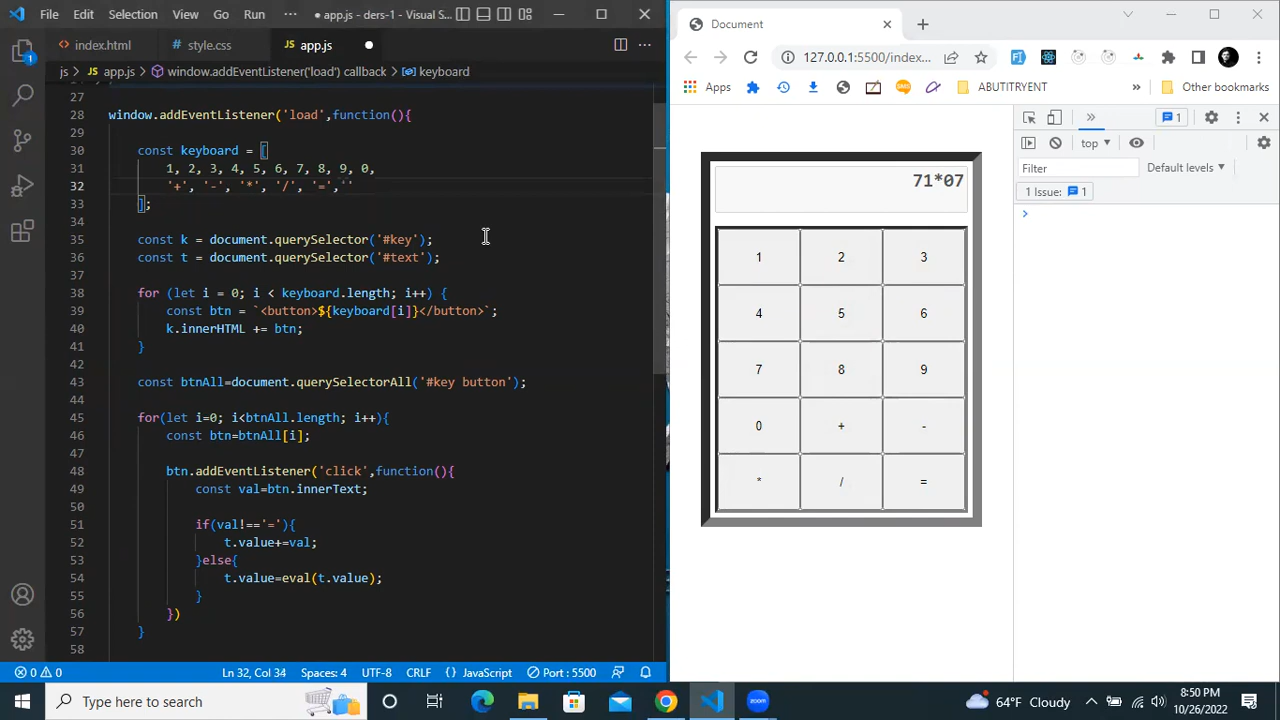 File Edit Selection View Go Run ··· ● app.js - ders-1 - Visual S...
index.html style.css app.js
js > app.js > window.addEventListener('load') callback > keyboard
27
28 window.addEventListener('load',function(){
29
30 const keyboard = [
31 1, 2, 3, 4, 5, 6, 7, 8, 9, 0,
32 '+', '-', '*', '/', '=',''
33 ];
34
35 const k = document.querySelector('#key');
36 const t = document.querySelector('#text');
37
38 for (let i = 0; i < keyboard.length; i++) {
39 const btn = `<button>${keyboard[i]}</button>`;
40 k.innerHTML += btn;
41 }
42
43 const btnAll=document.querySelectorAll('#key button');
44
45 for(let i=0; i<btnAll.length; i++){
46 const btn=btnAll[i];
47
48 btn.addEventListener('click',function(){
49 const val=btn.innerText;
50
51 if(val!=='='){
52 t.value+=val;
53 }else{
54 t.value=eval(t.value);
55 }
56 })
57 }
58
0 0 Ln 32, Col 34 Spaces: 4 UTF-8 CRLF {} JavaScript Port : 5500
1
Document
127.0.0.1:5500/index...
Apps ABUTITRYENT » Other bookmarks
71*07
1 2 3
4 5 6
7 8 9
0 + -
* / =
» 1
top ▼
Filter Default levels ▼
1 Issue: 1
>
Type here to search
64°F Cloudy
8:50 PM
10/26/2022